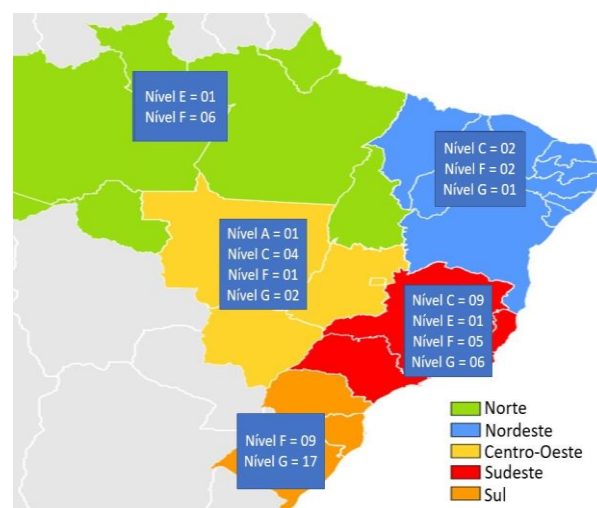 Nível E = 01
Nível F = 06
Nível C = 02
Nível F = 02
Nível G = 01
Nível A = 01
Nível C = 04
Nível F = 01
Nível G = 02
Nível C = 09
Nível E = 01
Nível F = 05
Nível G = 06
Nível F = 09
Nível G = 17
Norte
Nordeste
Centro-Oeste
Sudeste
Sul